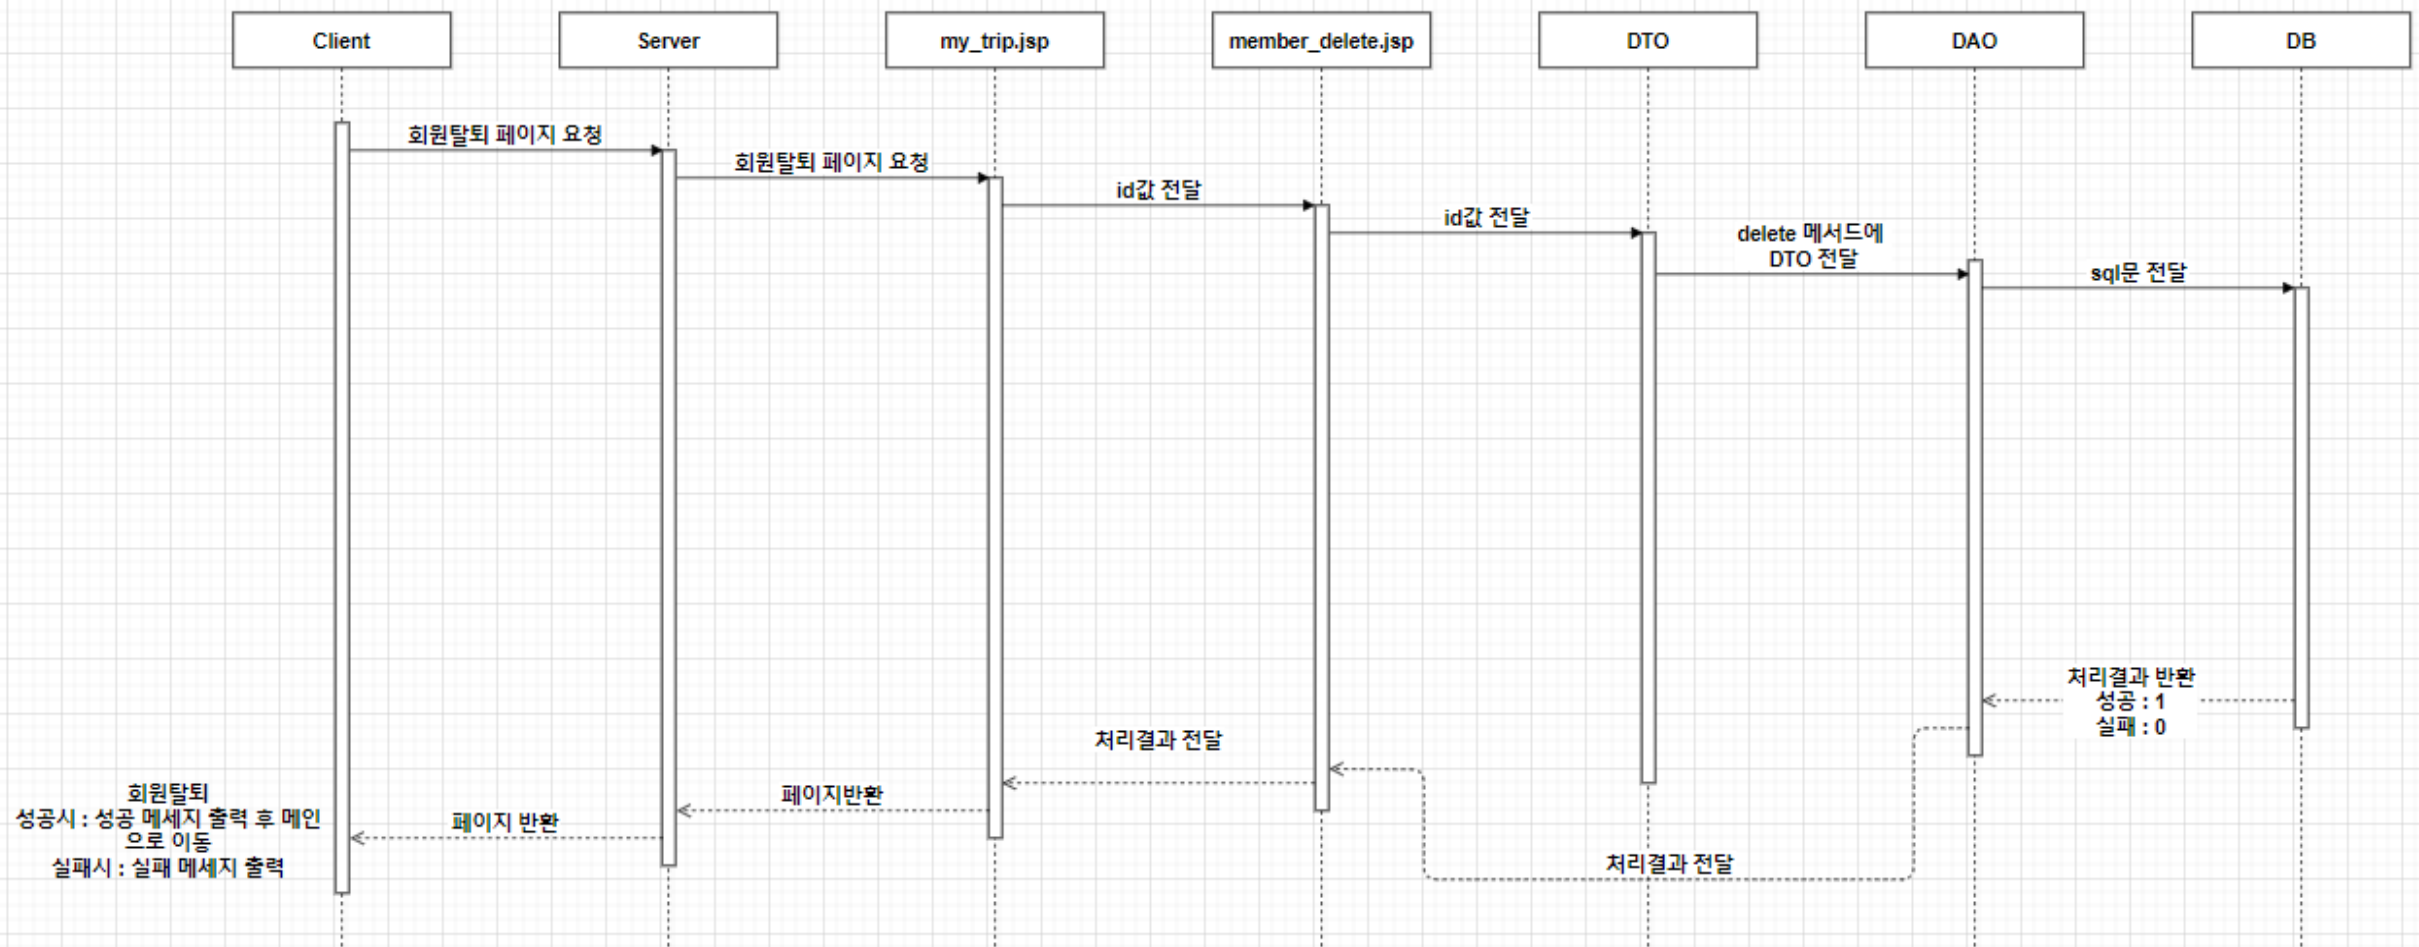 Client
Server
my_trip.jsp
member_delete.jsp
DTO
DAO
DB
회원탈퇴 페이지 요청
회원탈퇴 페이지 요청
id값 전달
id값 전달
delete 메서드에
DTO 전달
sql문 전달
처리결과 반환
성공 : 1
실패 : 0
처리결과 전달
처리결과 전달
페이지반환
페이지 반환
회원탈퇴
성공시 : 성공 메세지 출력 후 메인
으로 이동
실패시 : 실패 메세지 출력